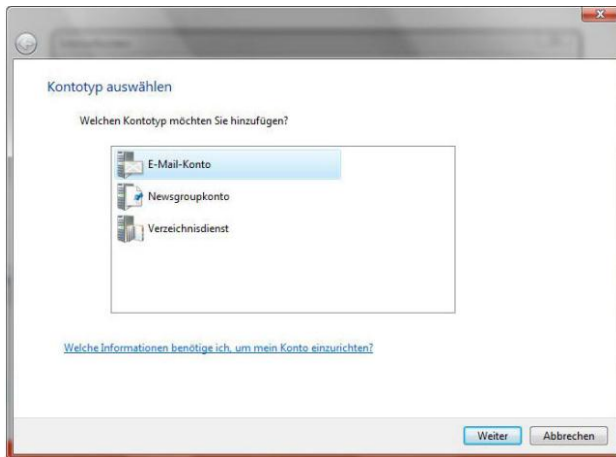 Kontotyp auswählen
Welchen Kontotyp möchten Sie hinzufügen?
E-Mail-Konto
Newsgroupkonto
Verzeichnisdienst
Welche Informationen benötige ich, um mein Konto einzurichten?
Weiter
Abbrechen